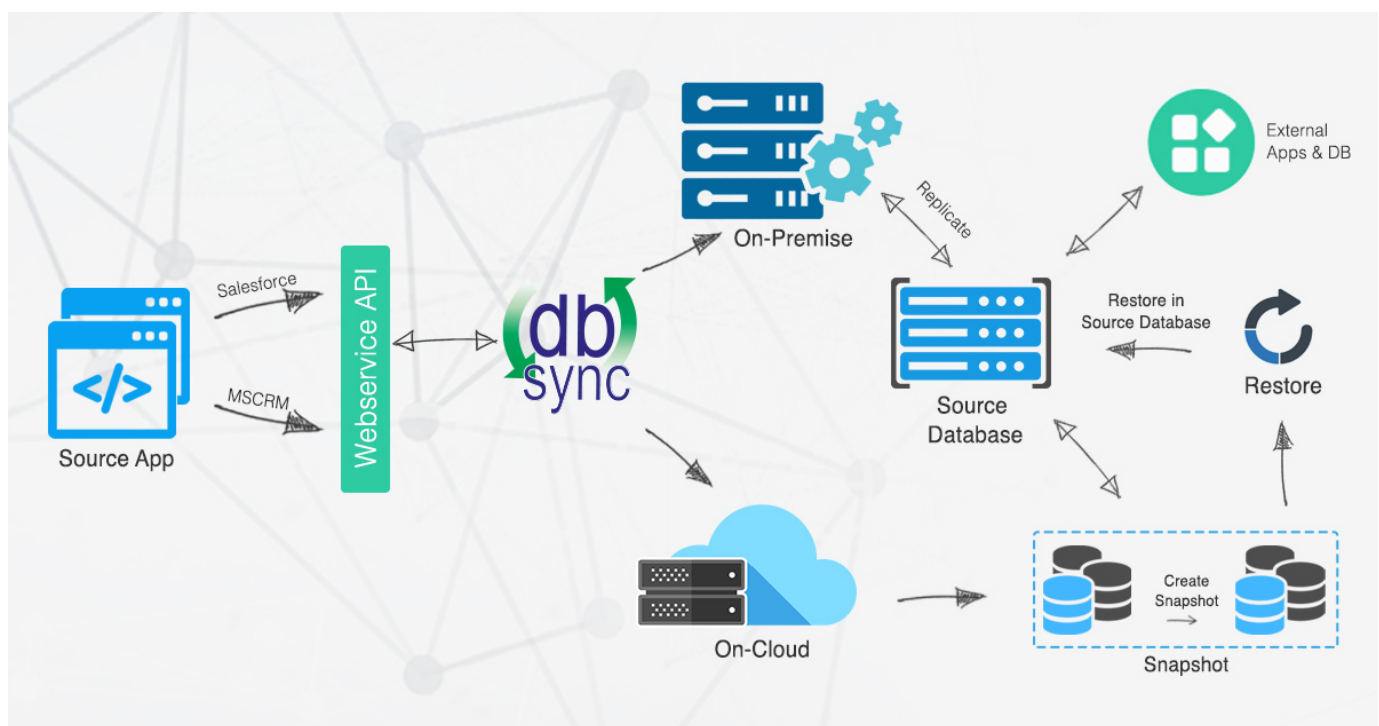 External
Apps & DB
Replicate
On-Premise
Salesforce
Webservice API
db
sync
Restore in
Source Database
MSCRM
Restore
Source App
Source
Database
Create
Snapshot
On-Cloud
Snapshot